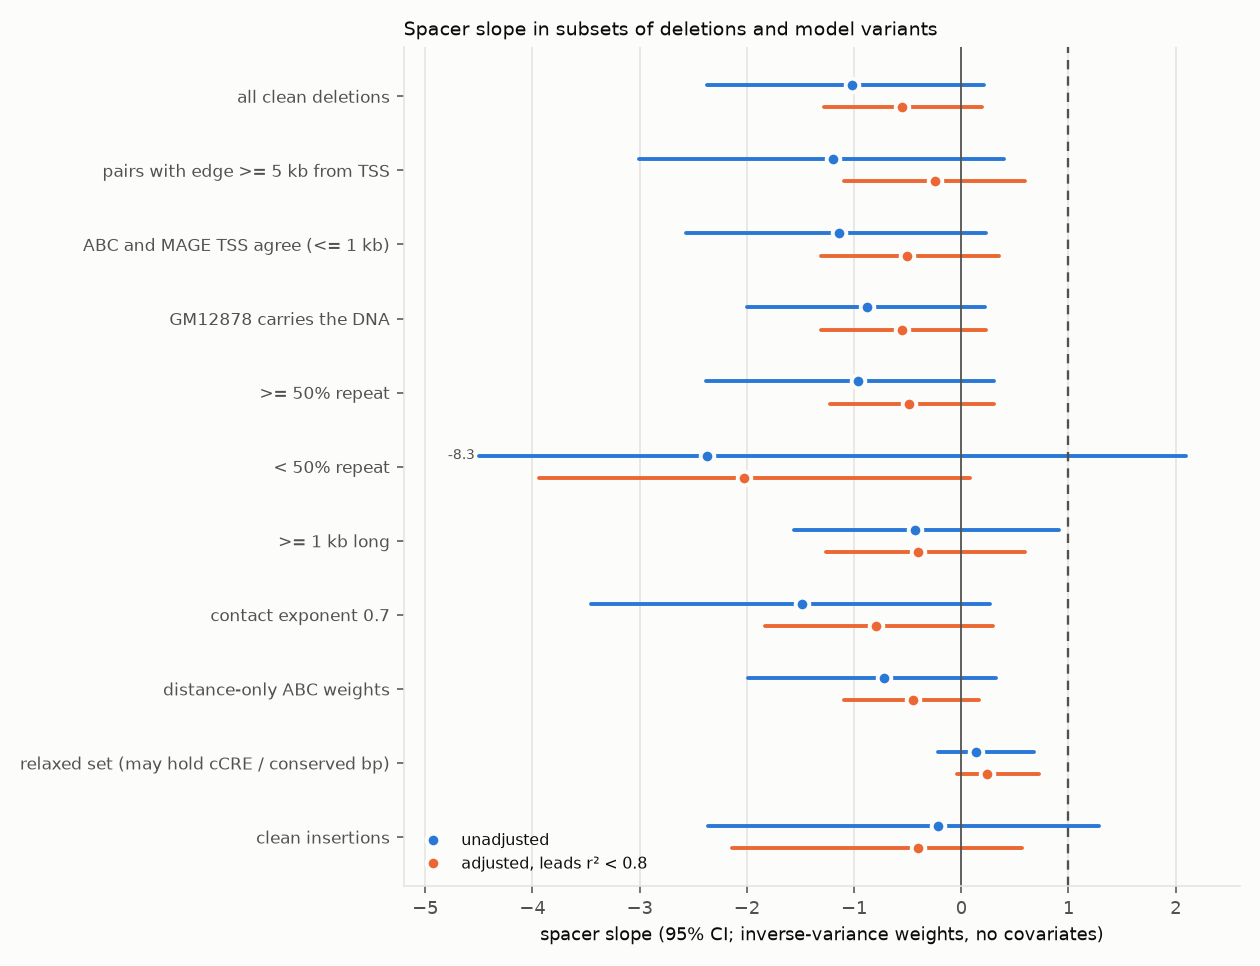 Spacer slope in subsets of deletions and model variants
all clean deletions
pairs with edge >= 5 kb from TSS
ABC and MAGE TSS agree (<= 1 kb)
GM12878 carries the DNA
>= 50% repeat
< 50% repeat
-8.3
>= 1 kb long
contact exponent 0.7
distance-only ABC weights
relaxed set (may hold cCRE / conserved bp)
clean insertions
unadjusted
adjusted, leads r² < 0.8
−5 −4 −3 −2 −1 0 1 2
spacer slope (95% CI; inverse-variance weights, no covariates)